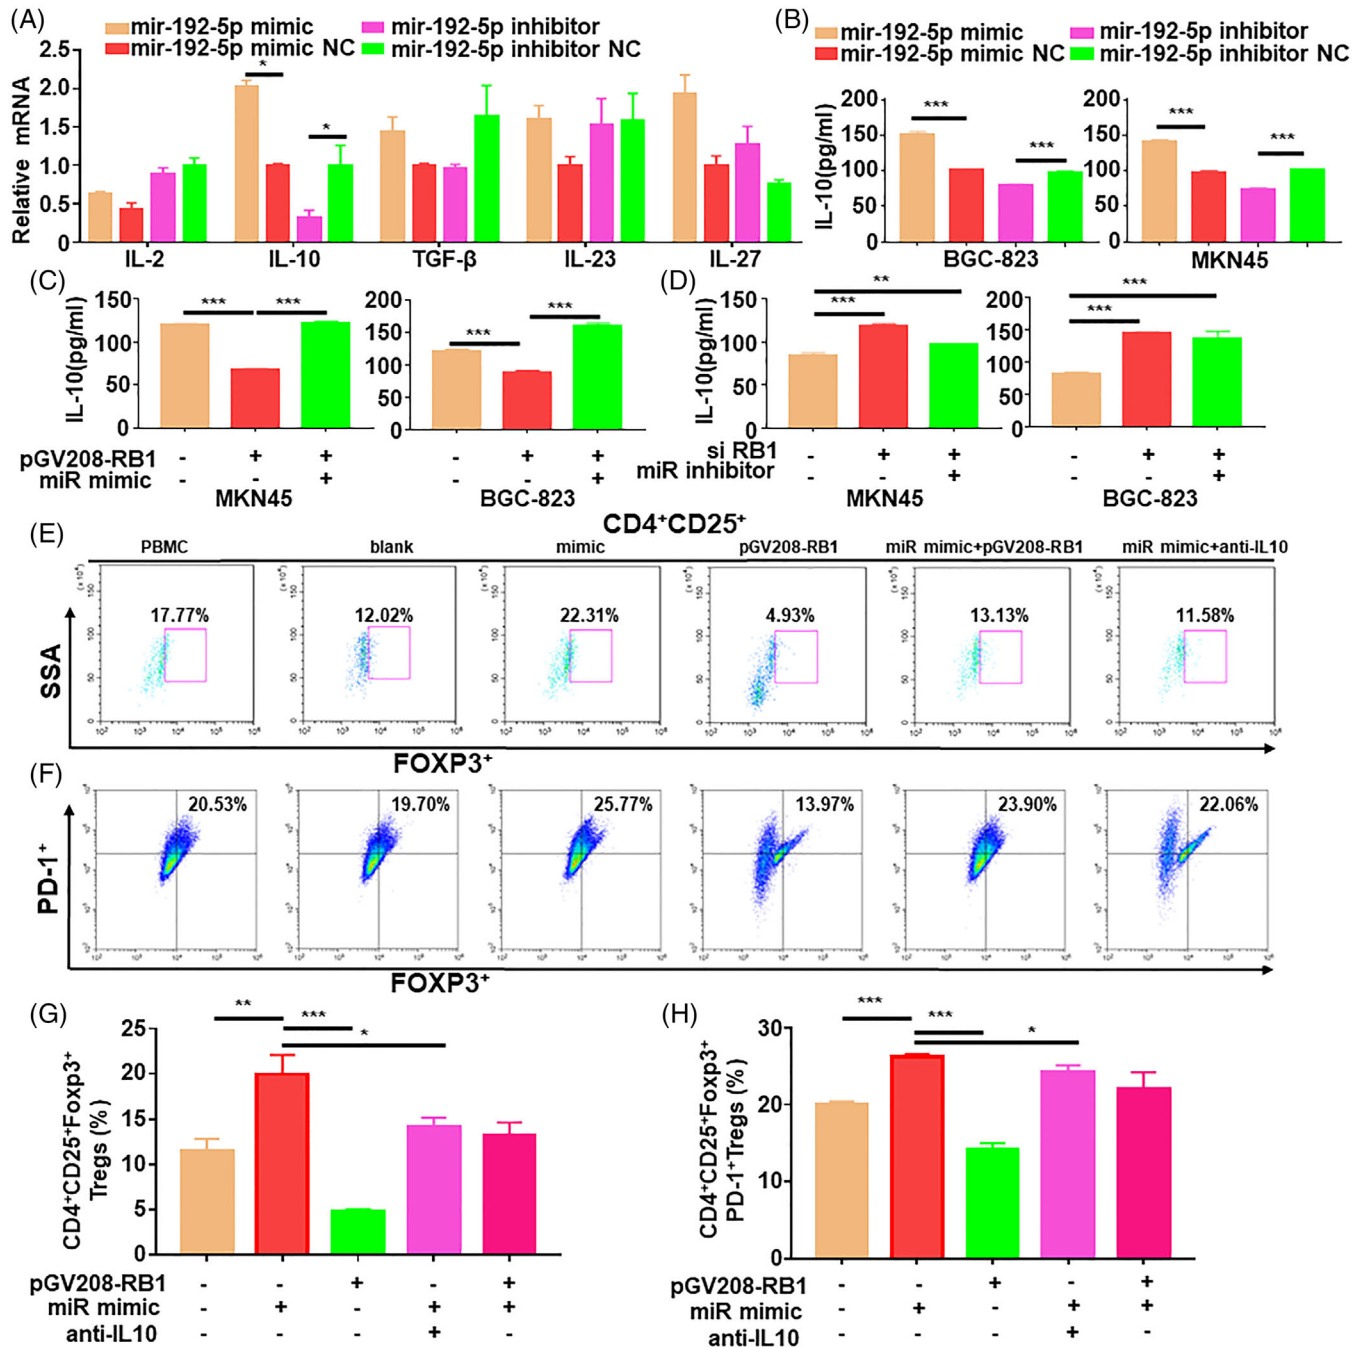 (A)
mir-192-5p mimic
mir-192-5p inhibitor
mir-192-5p mimic NC
mir-192-5p inhibitor NC
Relative mRNA
2.5
2.0
1.5
1.0
0.5
0
*
*
IL-2 IL-10 TGF-β IL-23 IL-27
(B)
mir-192-5p mimic
mir-192-5p inhibitor
mir-192-5p mimic NC
mir-192-5p inhibitor NC
IL-10(pg/ml)
200
150
100
50
0
***
***
BGC-823
200
150
100
50
0
***
***
MKN45
(C)
IL-10(pg/ml)
150
100
50
0
*** ***
200
150
100
50
0
***
***
pGV208-RB1 - + + - + +
miR mimic - - + - - +
MKN45 BGC-823
(D)
IL-10(pg/ml)
150
100
50
0
**
***
200
150
100
50
0
***
***
si RB1 - + + - + +
miR inhibitor - - + - - +
MKN45 BGC-823
CD4+CD25+
(E)
PBMC blank mimic pGV208-RB1 miR mimic+pGV208-RB1 miR mimic+anti-IL10
17.77% 12.02% 22.31% 4.93% 13.13% 11.58%
SSA
FOXP3+
(F)
20.53% 19.70% 25.77% 13.97% 23.90% 22.06%
PD-1+
FOXP3+
(G)
CD4+CD25+Foxp3+
Tregs (%)
25
20
15
10
5
0
**
***
*
pGV208-RB1 - - + - +
miR mimic - + - + +
anti-IL10 - - - + -
(H)
CD4+CD25+Foxp3+
PD-1+Tregs (%)
30
20
10
0
***
***
*
pGV208-RB1 - - + - +
miR mimic - + - + +
anti-IL10 - - - + -